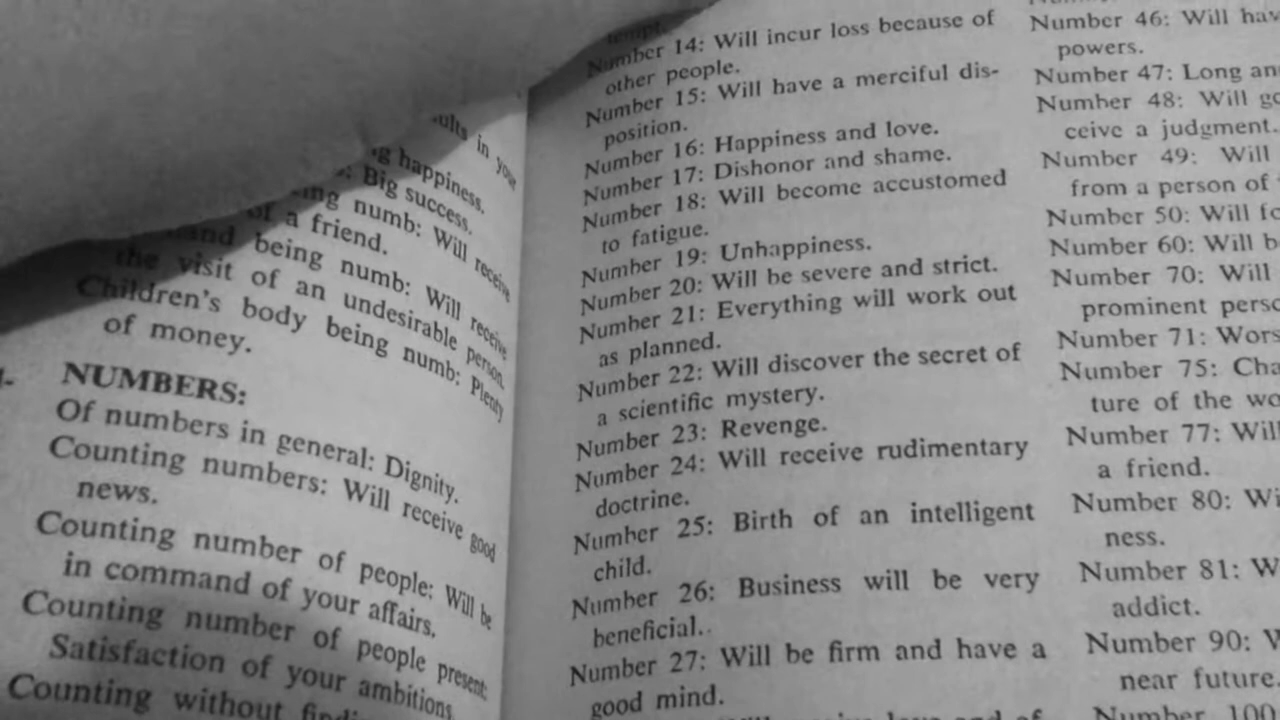 ults in your
g happiness.
: Big success.
ing numb: Will receive
of a friend.
and being numb: Will receive
the visit of an undesirable person.
Children's body being numb: Plenty
of money.
NUMBERS:
Of numbers in general: Dignity.
Counting numbers: Will receive good
news.
Counting number of people: Will be
in command of your affairs.
Counting number of people present:
Satisfaction of your ambitions
Counting without
Number 14: Will incur loss because of
other people.
Number 15: Will have a merciful dis-
position.
Number 16: Happiness and love.
Number 17: Dishonor and shame.
Number 18: Will become accustomed
to fatigue.
Number 19: Unhappiness.
Number 20: Will be severe and strict.
Number 21: Everything will work out
as planned.
Number 22: Will discover the secret of
a scientific mystery.
Number 23: Revenge.
Number 24: Will receive rudimentary
doctrine.
Number 25: Birth of an intelligent
child.
Number 26: Business will be very
beneficial.
Number 27: Will be firm and have a
good mind.
Number 46: Will hav
powers.
Number 47: Long an
Number 48: Will go
ceive a judgment.
Number 49: Will
from a person of
Number 50: Will fo
Number 60: Will b
Number 70: Will
prominent perso
Number 71: Wors
Number 75: Cha
ture of the wo
Number 77: Will
a friend.
Number 80: Wi
ness.
Number 81: W
addict.
Number 90: W
near future.
Number 100